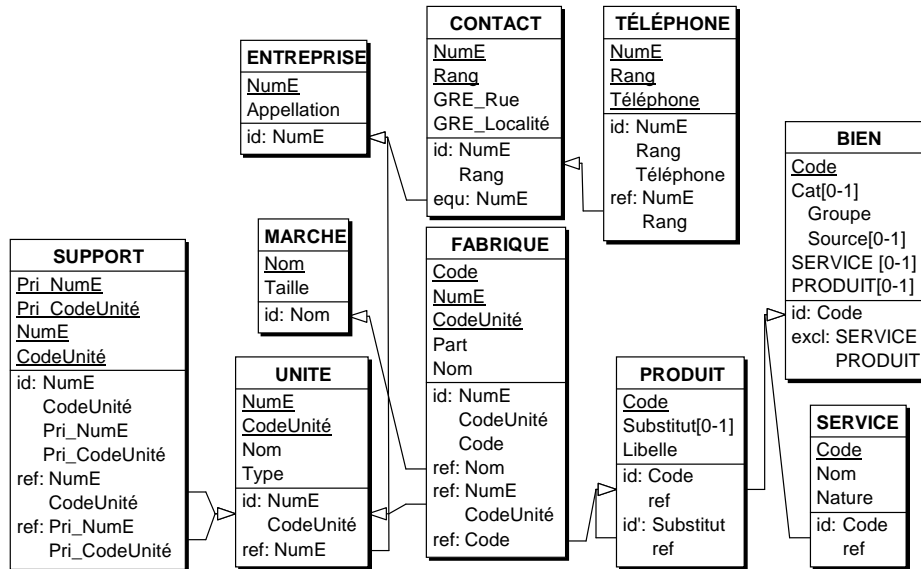 ENTREPRISE
NumE
Appellation
id: NumE
CONTACT
NumE
Rang
GRE_Rue
GRE_Localité
id: NumE
Rang
equ: NumE
TÉLÉPHONE
NumE
Rang
Téléphone
id: NumE
Rang
Téléphone
ref: NumE
Rang
BIEN
Code
Cat[0-1]
Groupe
Source[0-1]
SERVICE [0-1]
PRODUIT[0-1]
id: Code
excl: SERVICE
PRODUIT
MARCHE
Nom
Taille
id: Nom
SUPPORT
Pri_NumE
Pri_CodeUnité
NumE
CodeUnité
id: NumE
CodeUnité
Pri_NumE
Pri_CodeUnité
ref: NumE
CodeUnité
ref: Pri_NumE
Pri_CodeUnité
UNITE
NumE
CodeUnité
Nom
Type
id: NumE
CodeUnité
ref: NumE
FABRIQUE
Code
NumE
CodeUnité
Part
Nom
id: NumE
CodeUnité
Code
ref: Nom
ref: NumE
CodeUnité
ref: Code
PRODUIT
Code
Substitut[0-1]
Libelle
id: Code
ref
id': Substitut
ref
SERVICE
Code
Nom
Nature
id: Code
ref